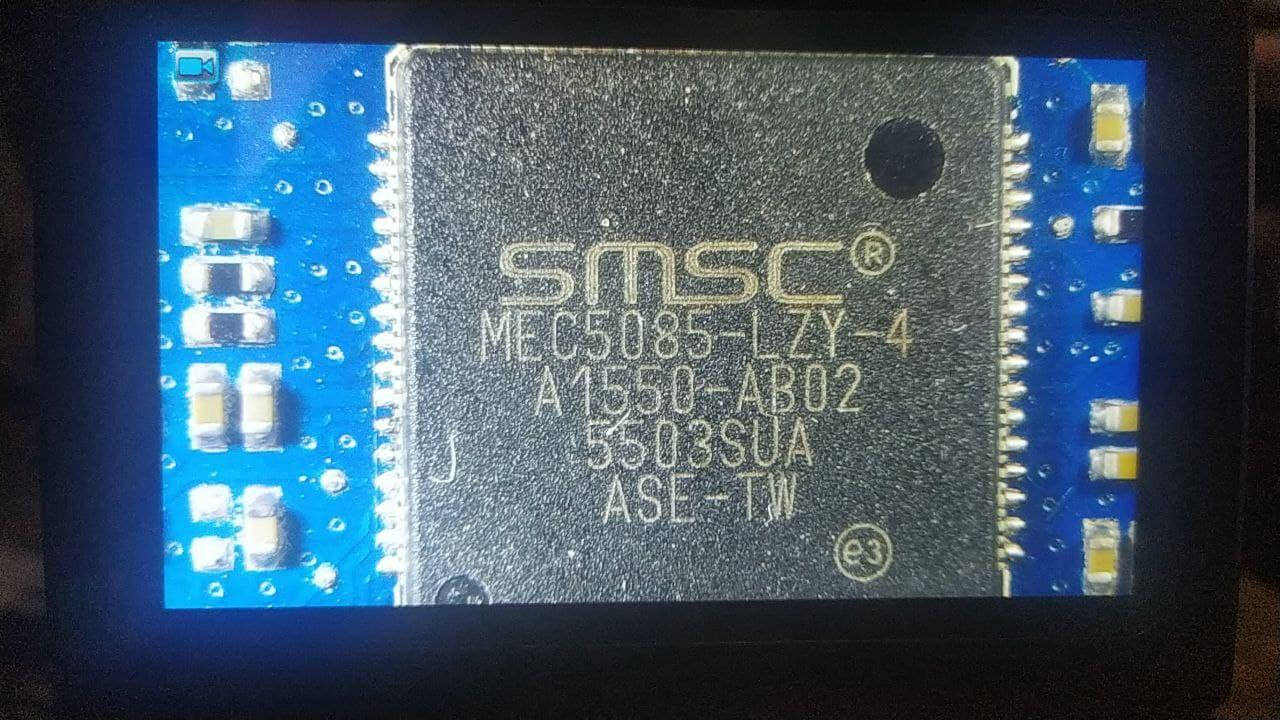 SMSC®
MEC5085-LZY-4
A1550-AB02
5503SUA
ASE-TW
e3